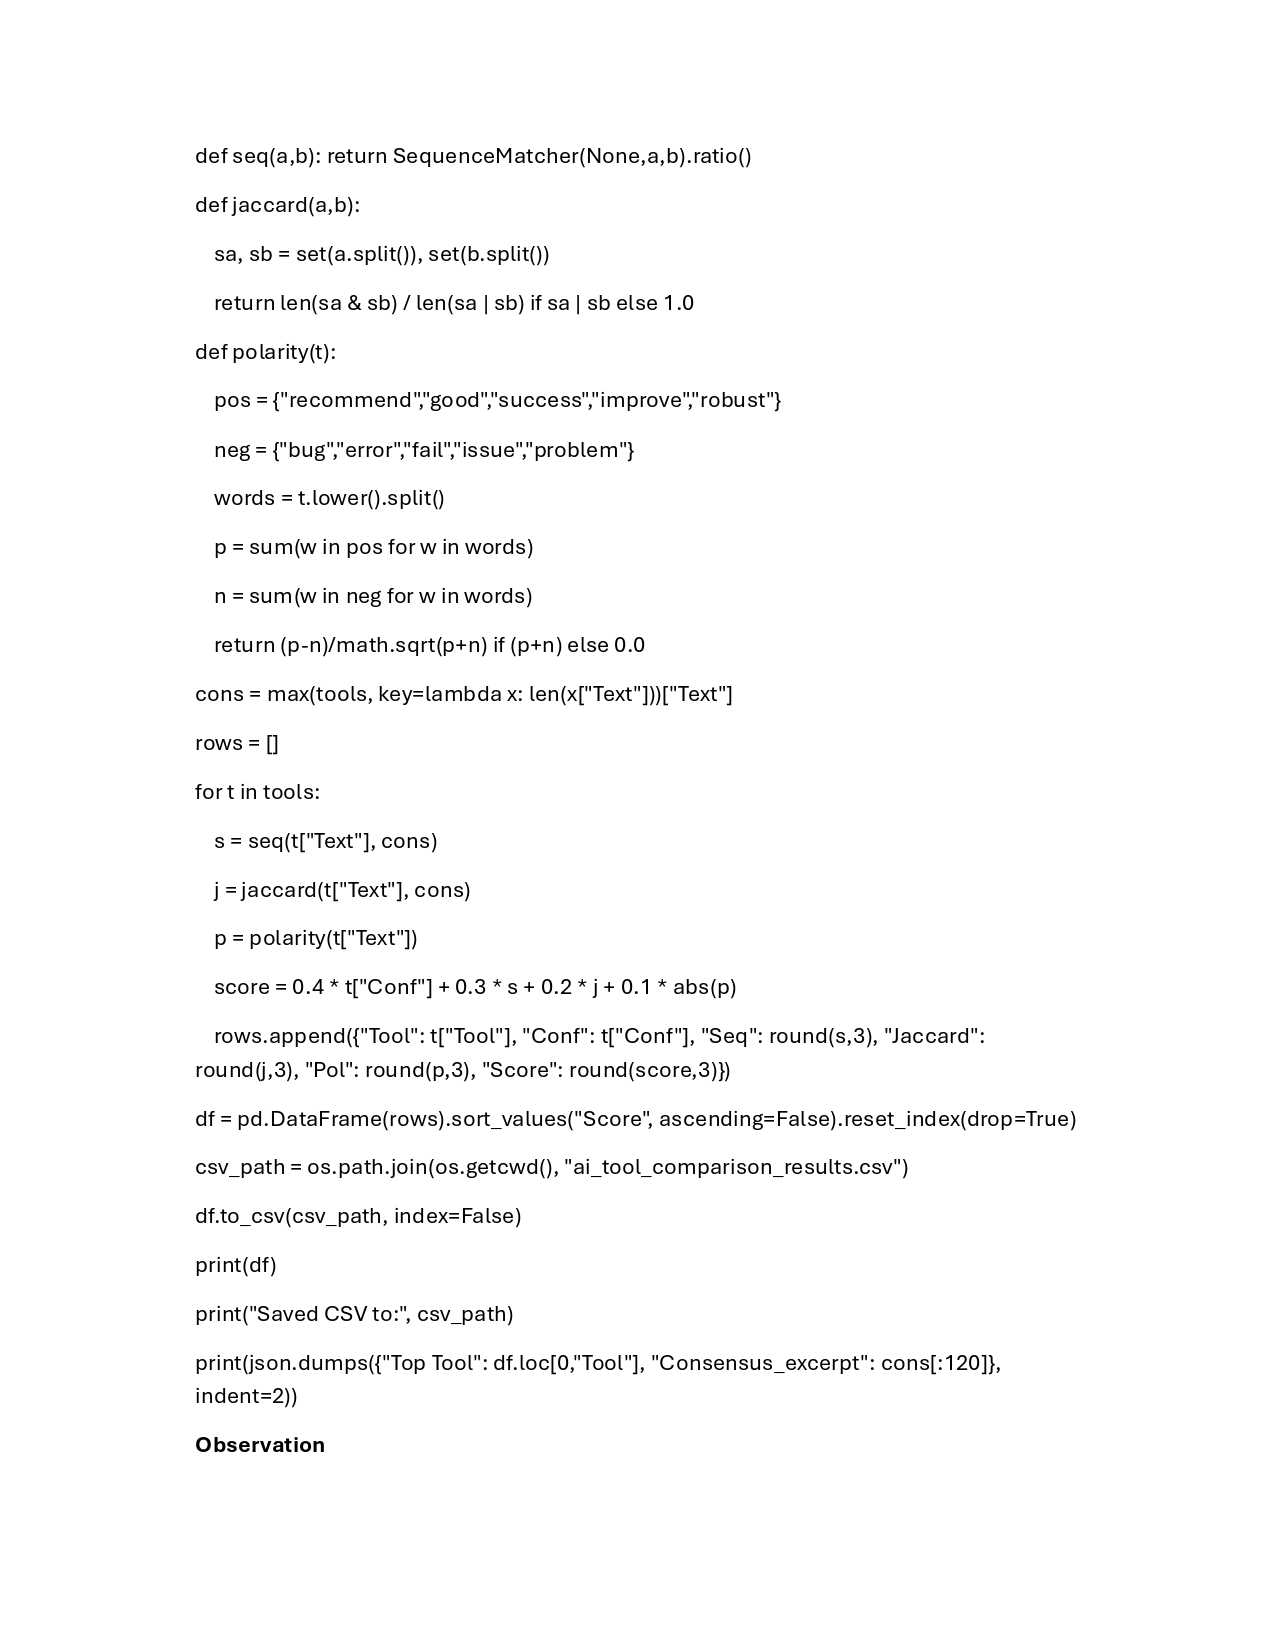 def seq(a,b): return SequenceMatcher(None,a,b).ratio()
def jaccard(a,b):
sa, sb = set(a.split()), set(b.split())
return len(sa & sb) / len(sa | sb) if sa | sb else 1.0
def polarity(t):
pos = {"recommend","good","success","improve","robust"}
neg = {"bug","error","fail","issue","problem"}
words = t.lower().split()
p = sum(w in pos for w in words)
n = sum(w in neg for w in words)
return (p-n)/math.sqrt(p+n) if (p+n) else 0.0
cons = max(tools, key=lambda x: len(x["Text"]))["Text"]
rows = []
for t in tools:
s = seq(t["Text"], cons)
j = jaccard(t["Text"], cons)
p = polarity(t["Text"])
score = 0.4 * t["Conf"] + 0.3 * s + 0.2 * j + 0.1 * abs(p)
rows.append({"Tool": t["Tool"], "Conf": t["Conf"], "Seq": round(s,3), "Jaccard":
round(j,3), "Pol": round(p,3), "Score": round(score,3)})
df = pd.DataFrame(rows).sort_values("Score", ascending=False).reset_index(drop=True)
csv_path = os.path.join(os.getcwd(), "ai_tool_comparison_results.csv")
df.to_csv(csv_path, index=False)
print(df)
print("Saved CSV to:", csv_path)
print(json.dumps({"Top Tool": df.loc[0,"Tool"], "Consensus_excerpt": cons[:120]},
indent=2))
Observation